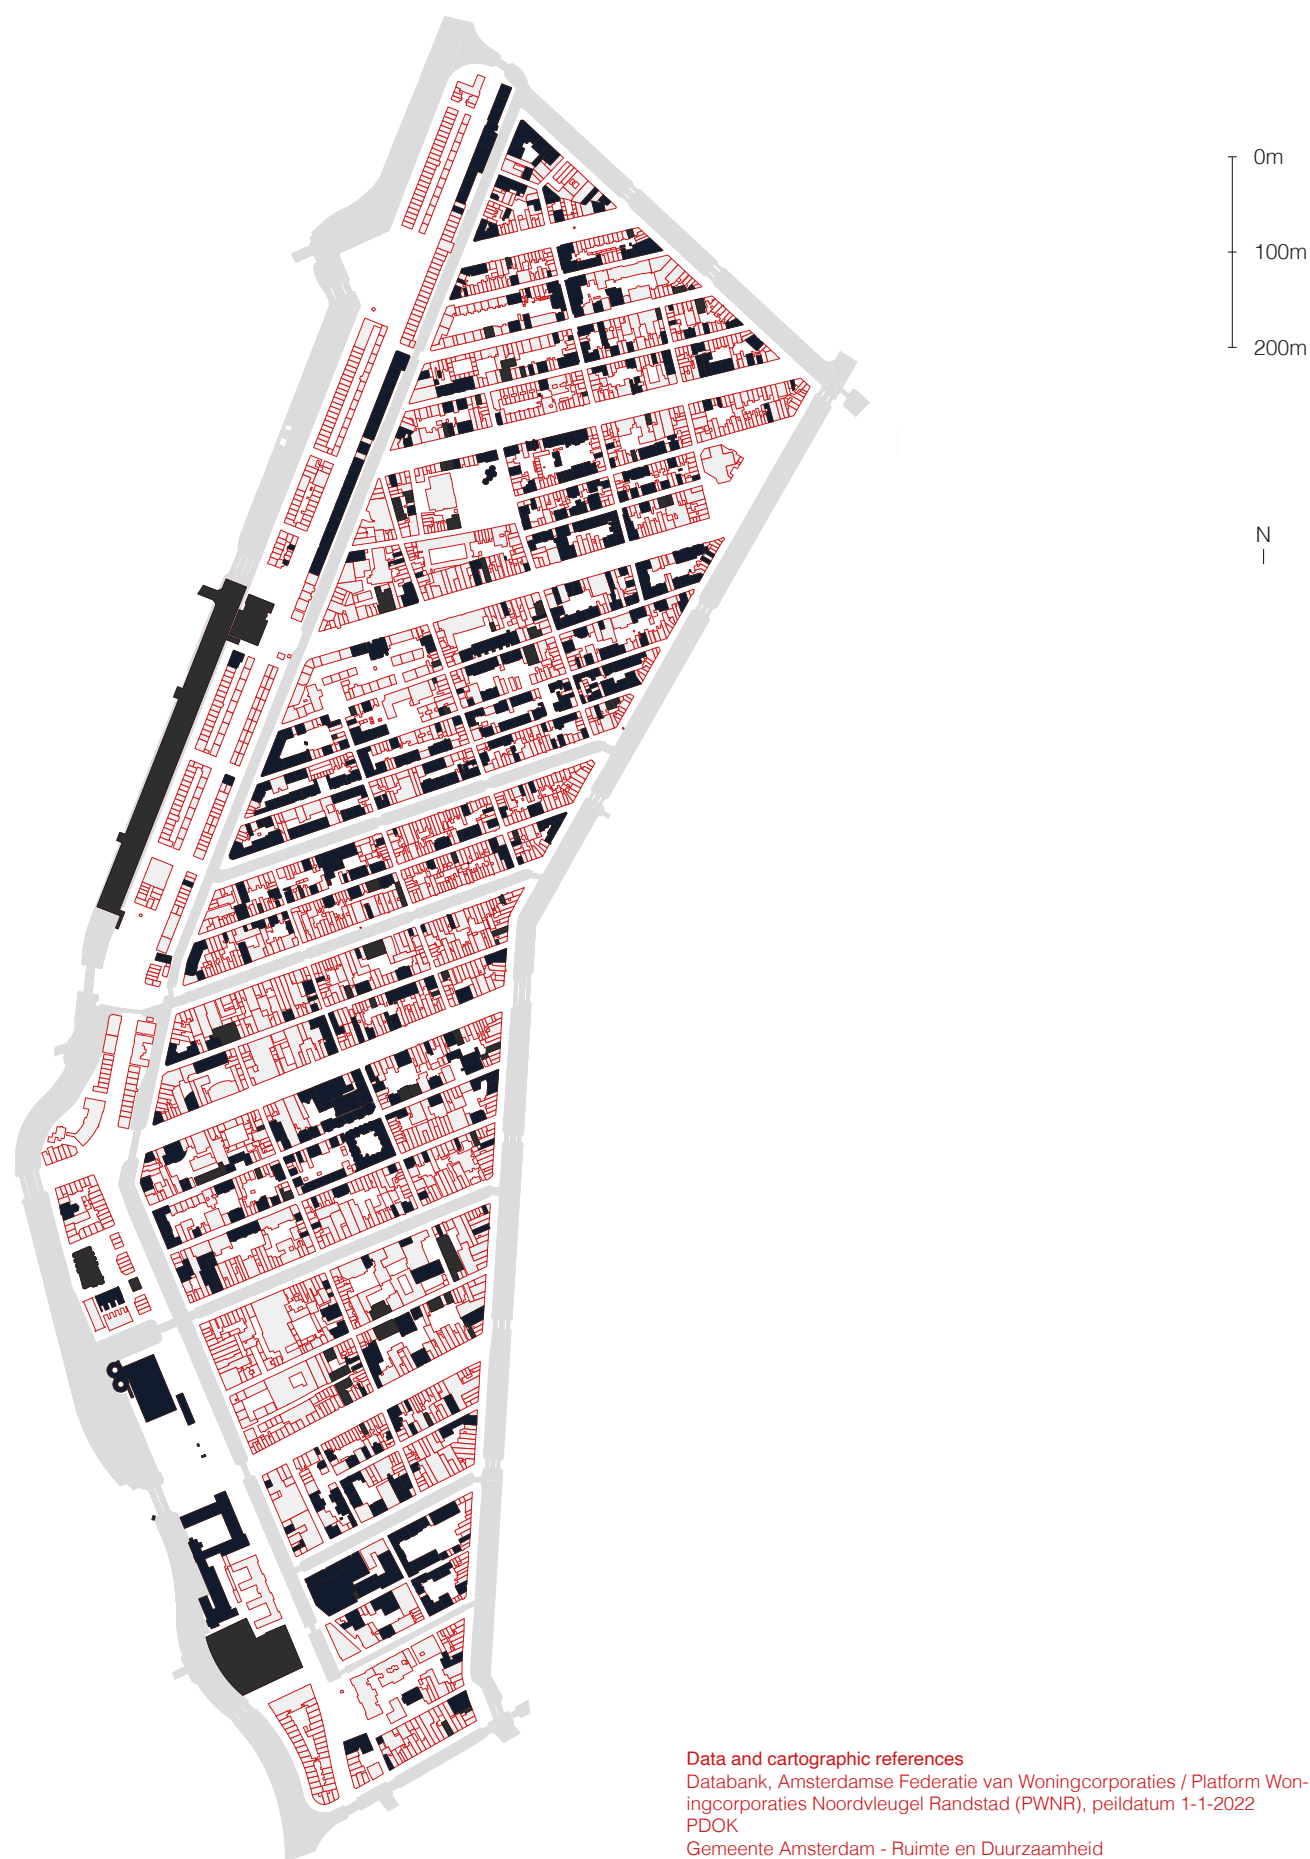 0m
100m
200m
N
Data and cartographic references
Databank, Amsterdamse Federatie van Woningcorporaties / Platform Won-
ingcorporaties Noordvleugel Randstad (PWNR), peildatum 1-1-2022
PDOK
Gemeente Amsterdam - Ruimte en Duurzaamheid